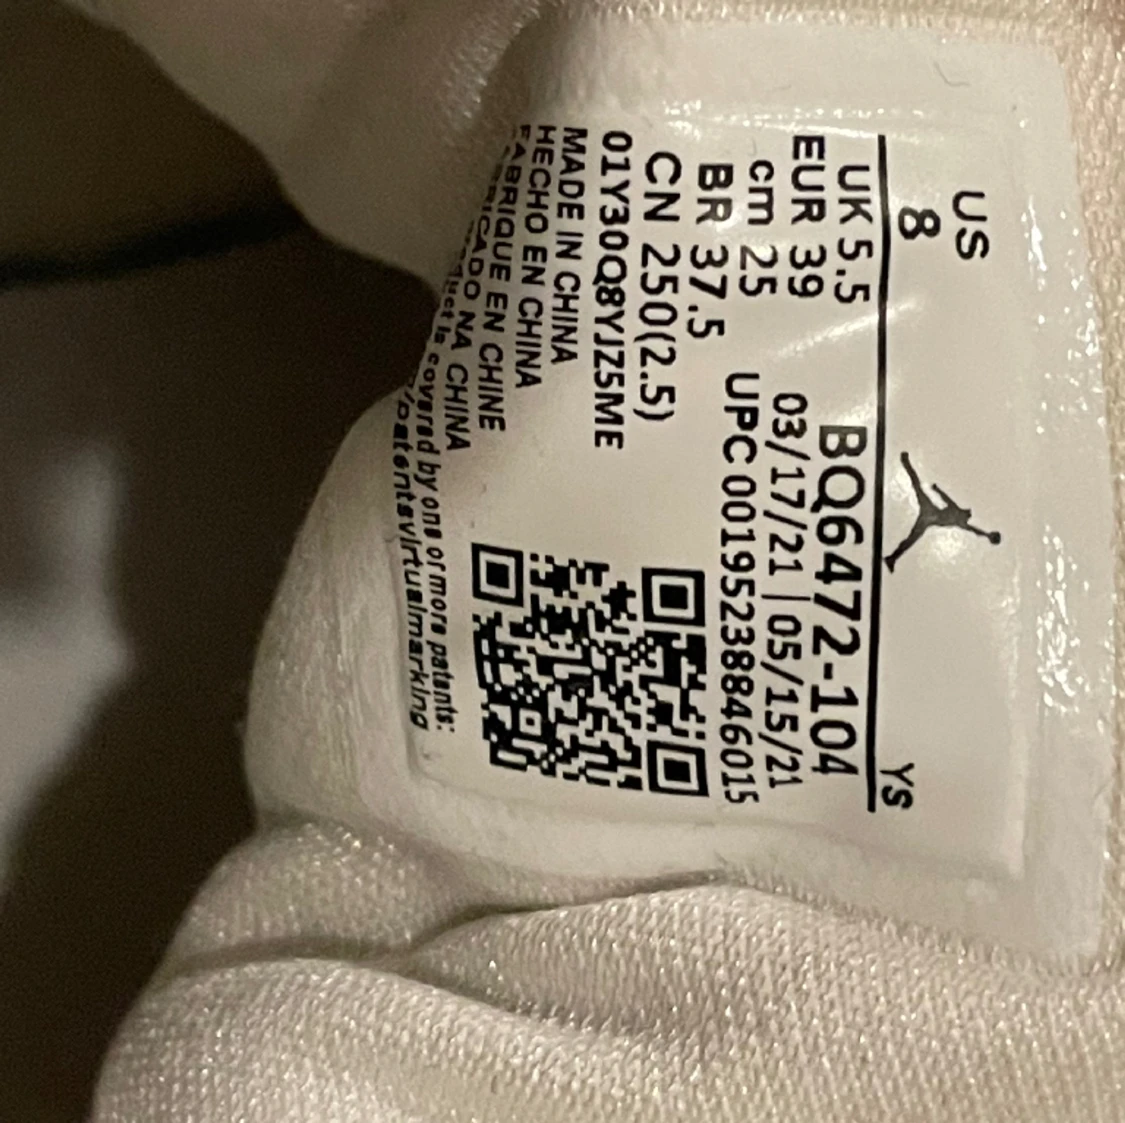 US
8
YS
UK 5.5
BQ6472-104
EUR 39
03/17/21 | 05/15/21
cm 25
UPC 00195238846015
BR 37.5
CN 250(2.5)
01Y30Q8YJZ5ME
MADE IN CHINA
HECHO EN CHINA
FABRIQUE EN CHINE
NA CHINA
is covered by one or more patents:
/patentsvirtualmarking